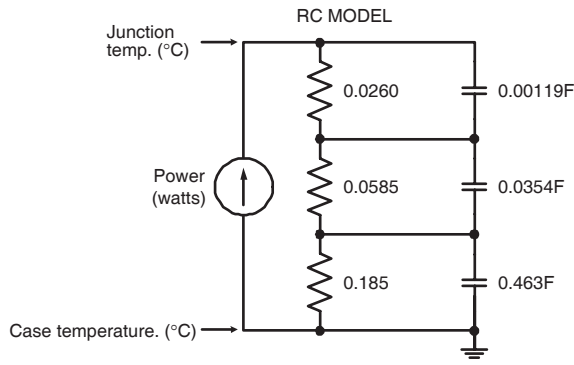 RC MODEL
Junction
temp. (°C)
0.0260
0.00119F
Power
(watts)
0.0585
0.0354F
0.185
0.463F
Case temperature. (°C)